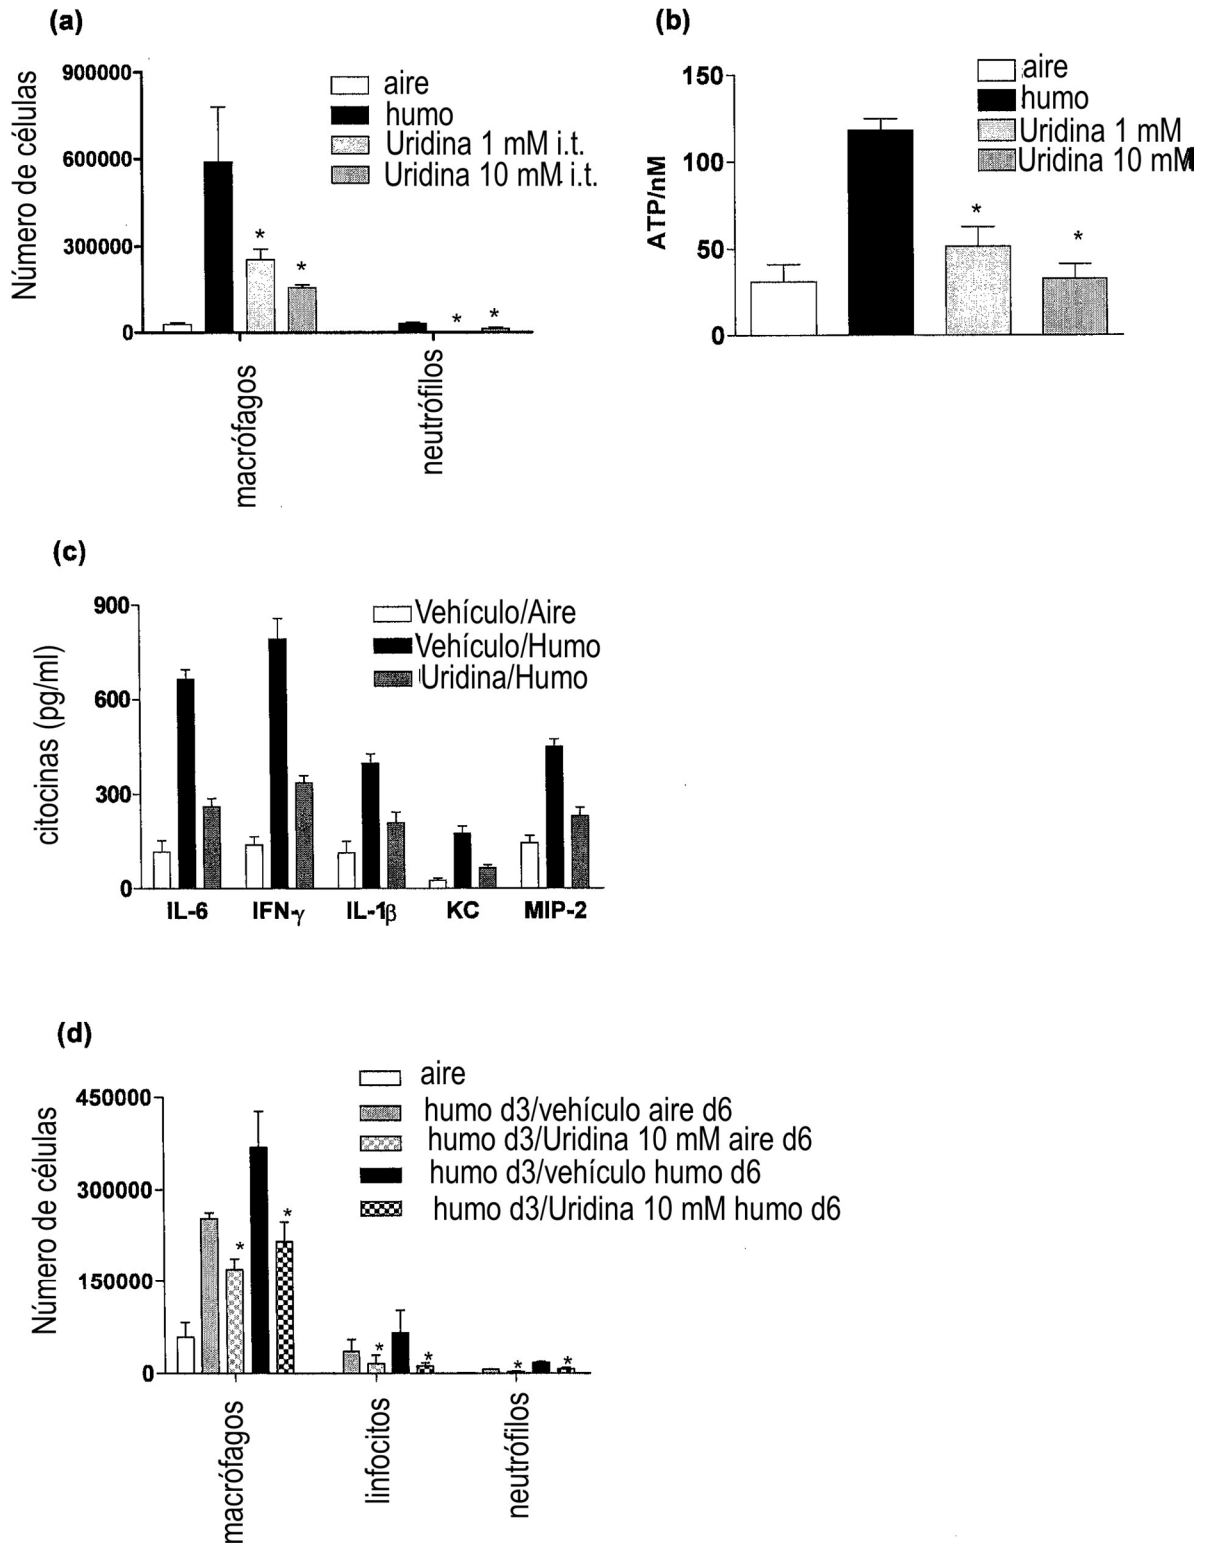 (a)
900000
600000
300000
0
Número de células
aire
humo
Uridina 1 mM i.t.
Uridina 10 mM i.t.
*
*
*
*
macrófagos
neutrófilos
(b)
150
100
50
0
ATP/nM
aire
humo
Uridina 1 mM
Uridina 10 mM
*
*
(c)
900
600
300
0
citocinas (pg/ml)
Vehículo/Aire
Vehículo/Humo
Uridina/Humo
IL-6 IFN-γ IL-1β KC MIP-2
(d)
450000
300000
150000
0
Número de células
aire
humo d3/vehículo aire d6
humo d3/Uridina 10 mM aire d6
humo d3/vehículo humo d6
humo d3/Uridina 10 mM humo d6
*
*
*
*
*
*
macrófagos
linfocitos
neutrófilos